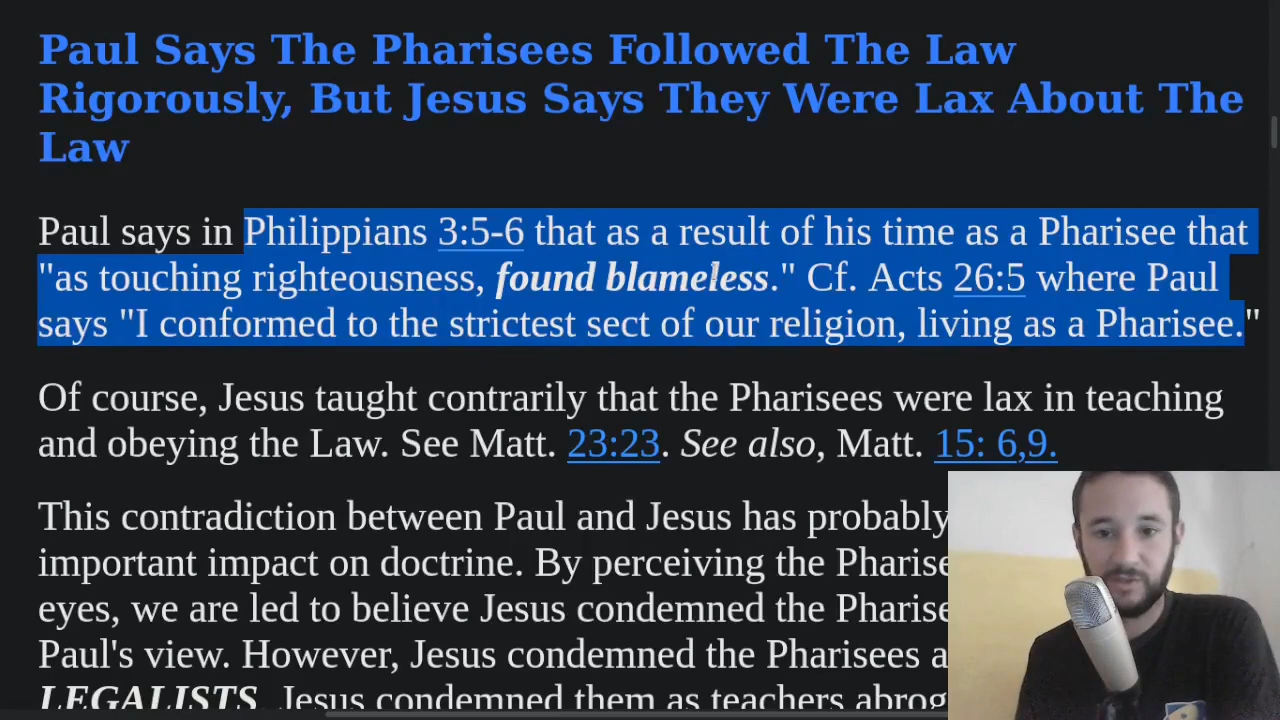 Paul Says The Pharisees Followed The Law
Rigorously, But Jesus Says They Were Lax About The
Law
Paul says in Philippians 3:5-6 that as a result of his time as a Pharisee that
"as touching righteousness, found blameless." Cf. Acts 26:5 where Paul
says "I conformed to the strictest sect of our religion, living as a Pharisee."
Of course, Jesus taught contrarily that the Pharisees were lax in teaching
and obeying the Law. See Matt. 23:23. See also, Matt. 15: 6,9.
This contradiction between Paul and Jesus has probably
important impact on doctrine. By perceiving the Pharise
eyes, we are led to believe Jesus condemned the Pharise
Paul's view. However, Jesus condemned the Pharisees a
LEGALISTS. Jesus condemned them as teachers abrog